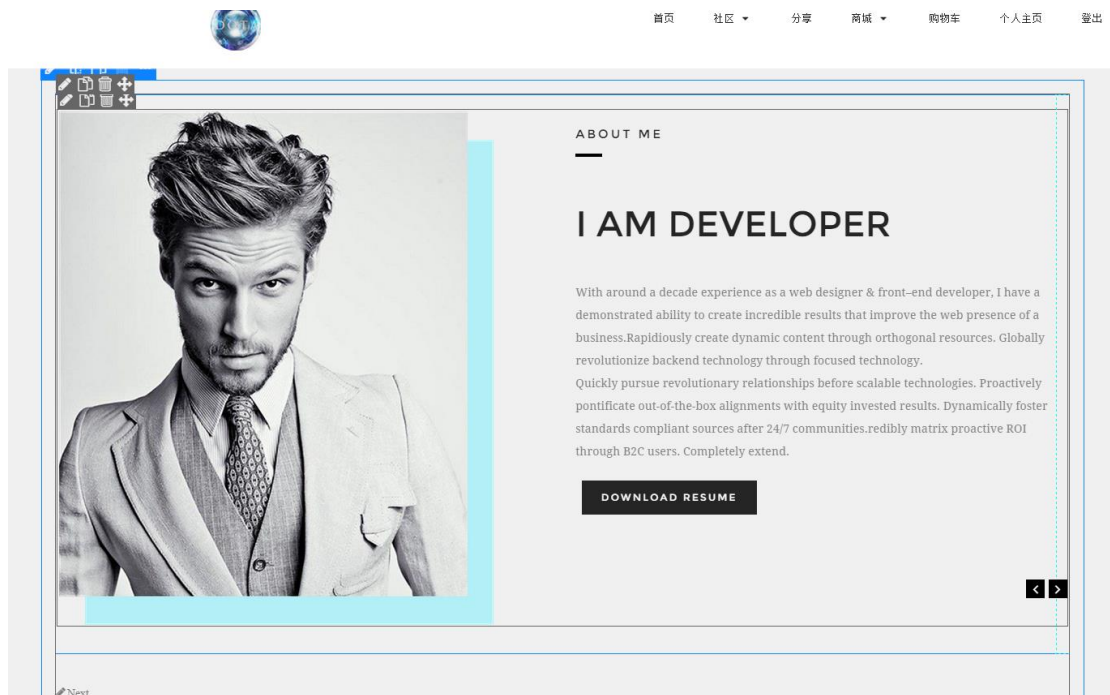 首页 社区 分享 商城 购物车 个人主页 登出
ABOUT ME
I AM DEVELOPER
With around a decade experience as a web designer & front–end developer, I have a
demonstrated ability to create incredible results that improve the web presence of a
business.Rapidiously create dynamic content through orthogonal resources. Globally
revolutionize backend technology through focused technology.
Quickly pursue revolutionary relationships before scalable technologies. Proactively
pontificate out-of-the-box alignments with equity invested results. Dynamically foster
standards compliant sources after 24/7 communities.redibly matrix proactive ROI
through B2C users. Completely extend.
DOWNLOAD RESUME
Next